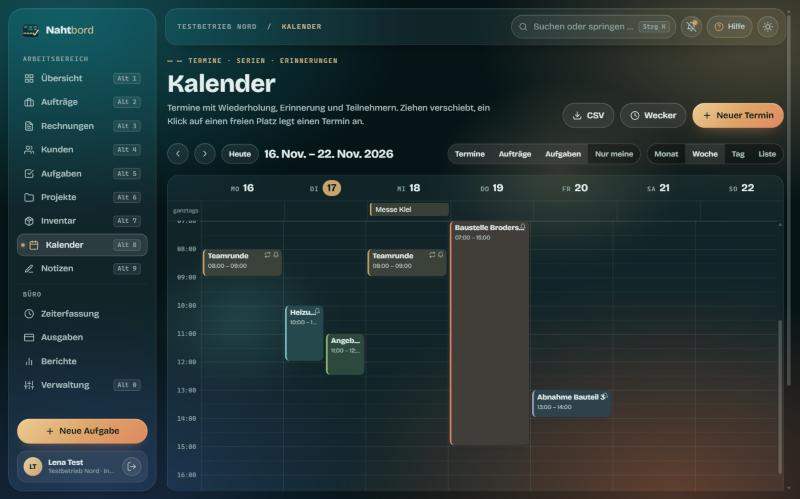 Nahtbord
TESTBETRIEB NORD / KALENDER
Suchen oder springen ... Strg K
Hilfe
ARBEITSBEREICH
Übersicht Alt 1
Aufträge Alt 2
Rechnungen Alt 3
Kunden Alt 4
Aufgaben Alt 5
Projekte Alt 6
Inventar Alt 7
Kalender Alt 8
Notizen Alt 9
BÜRO
Zeiterfassung
Ausgaben
Berichte
Verwaltung Alt 0
+ Neue Aufgabe
LT Lena Test
Testbetrieb Nord · In...
TERMINE · SERIEN · ERINNERUNGEN
Kalender
Termine mit Wiederholung, Erinnerung und Teilnehmern. Ziehen verschiebt, ein
Klick auf einen freien Platz legt einen Termin an.
CSV
Wecker
+ Neuer Termin
Heute 16. Nov. – 22. Nov. 2026
Termine Aufträge Aufgaben Nur meine
Monat Woche Tag Liste
MO 16 DI 17 MI 18 DO 19 FR 20 SA 21 SO 22
ganztags Messe Kiel
07:00
08:00
09:00
10:00
11:00
12:00
13:00
14:00
15:00
16:00
Teamrunde
08:00 – 09:00
Heizu...
10:00 – 1...
Angeb...
11:00 – 12:...
Teamrunde
08:00 – 09:00
Baustelle Broders...
07:00 – 15:00
Abnahme Bauteil 3
13:00 – 14:00